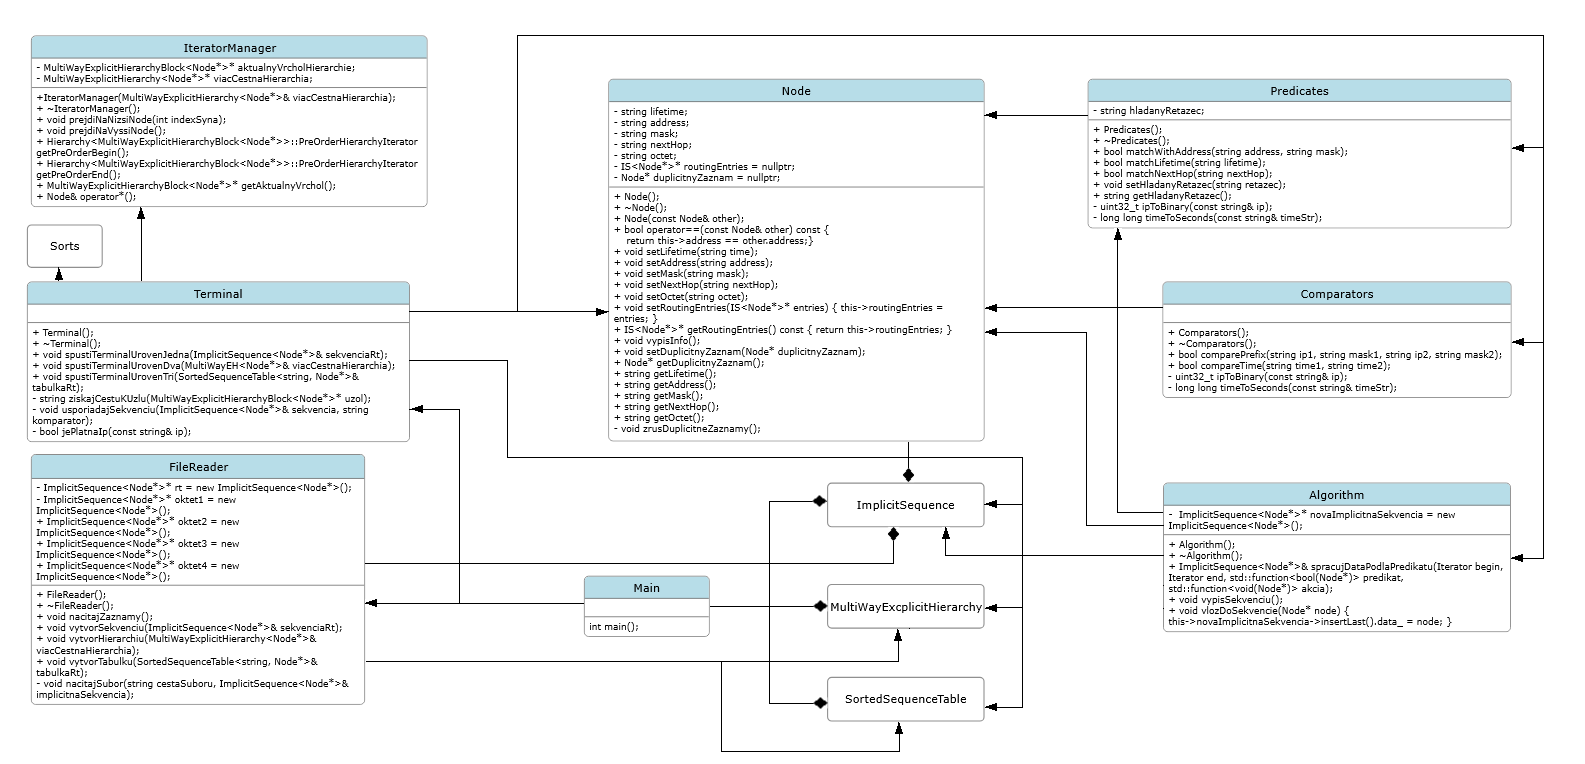 IteratorManager
- MultiWayExplicitHierarchyBlock<Node*>* aktualnyVrcholHierarchie;
- MultiWayExplicitHierarchy<Node*>* viacCestnaHierarchia;
+IteratorManager(MultiWayExplicitHierarchy<Node*>& viacCestnaHierarchia);
+ ~IteratorManager();
+ void prejdiNaNizsiNode(int indexSyna);
+ void prejdiNaVyssiNode();
+ Hierarchy<MultiWayExplicitHierarchyBlock<Node*>>::PreOrderHierarchyIterator
getPreOrderBegin();
+ Hierarchy<MultiWayExplicitHierarchyBlock<Node*>>::PreOrderHierarchyIterator
getPreOrderEnd();
+ MultiWayExplicitHierarchyBlock<Node*>* getAktualnyVrchol();
+ Node& operator*();
Sorts
Terminal
+ Terminal();
+ ~Terminal();
+ void spustiTerminalUrovenJedna(ImplicitSequence<Node*>& sekvenciaRt);
+ void spustiTerminalUrovenDva(MultiWayEH<Node*>& viacCestnaHierarchia);
+ void spustiTerminalUrovenTri(SortedSequenceTable<string, Node*>&
tabulkaRt);
- string ziskajCestuKUzlu(MultiWayExplicitHierarchyBlock<Node*>* uzol);
- void usporiadajSekvenciu(ImplicitSequence<Node*>& sekvencia, string
komparator);
- bool jePlatnaIp(const string& ip);
FileReader
- ImplicitSequence<Node*>* rt = new ImplicitSequence<Node*>();
- ImplicitSequence<Node*>* oktet1 = new
ImplicitSequence<Node*>();
+ ImplicitSequence<Node*>* oktet2 = new
ImplicitSequence<Node*>();
+ ImplicitSequence<Node*>* oktet3 = new
ImplicitSequence<Node*>();
+ ImplicitSequence<Node*>* oktet4 = new
ImplicitSequence<Node*>();
+ FileReader();
+ ~FileReader();
+ void nacitajZaznamy();
+ void vytvorSekvenciu(ImplicitSequence<Node*>& sekvenciaRt);
+ void vytvorHierarchiu(MultiWayExplicitHierarchy<Node*>&
viacCestnaHierarchia);
+ void vytvorTabulku(SortedSequenceTable<string, Node*>&
tabulkaRt);
- void nacitajSubor(string cestaSuboru, ImplicitSequence<Node*>&
implicitnaSekvencia);
Node
- string lifetime;
- string address;
- string mask;
- string nextHop;
- string octet;
- IS<Node*>* routingEntries = nullptr;
- Node* duplicitnyZaznam = nullptr;
+ Node();
+ ~Node();
+ Node(const Node& other);
+ bool operator==(const Node& other) const {
return this->address == other.address;}
+ void setLifetime(string time);
+ void setAddress(string address);
+ void setMask(string mask);
+ void setNextHop(string nextHop);
+ void setOctet(string octet);
+ void setRoutingEntries(IS<Node*>* entries) { this->routingEntries =
entries; }
+ IS<Node*>* getRoutingEntries() const { return this->routingEntries; }
+ void vypisInfo();
+ void setDuplicitnyZaznam(Node* duplicitnyZaznam);
+ Node* getDuplicitnyZaznam();
+ string getLifetime();
+ string getAddress();
+ string getMask();
+ string getNextHop();
+ string getOctet();
- void zrusDuplicitneZaznamy();
ImplicitSequence
Main
int main();
MultiWayExcplicitHierarchy
SortedSequenceTable
Predicates
- string hladanyRetazec;
+ Predicates();
+ ~Predicates();
+ bool matchWithAddress(string address, string mask);
+ bool matchLifetime(string lifetime);
+ bool matchNextHop(string nextHop);
+ void setHladanyRetazec(string retazec);
+ string getHladanyRetazec();
- uint32_t ipToBinary(const string& ip);
- long long timeToSeconds(const string& timeStr);
Comparators
+ Comparators();
+ ~Comparators();
+ bool comparePrefix(string ip1, string mask1, string ip2, string mask2);
+ bool compareTime(string time1, string time2);
- uint32_t ipToBinary(const string& ip);
- long long timeToSeconds(const string& timeStr);
Algorithm
- ImplicitSequence<Node*>* novaImplicitnaSekvencia = new
ImplicitSequence<Node*>();
+ Algorithm();
+ ~Algorithm();
+ ImplicitSequence<Node*>& spracujDataPodlaPredikatu(Iterator begin,
Iterator end, std::function<bool(Node*)> predikat,
std::function<void(Node*)> akcia);
+ void vypisSekvenciu();
+ void vlozDoSekvencie(Node* node) {
this->novaImplicitnaSekvencia->insertLast().data_ = node; }